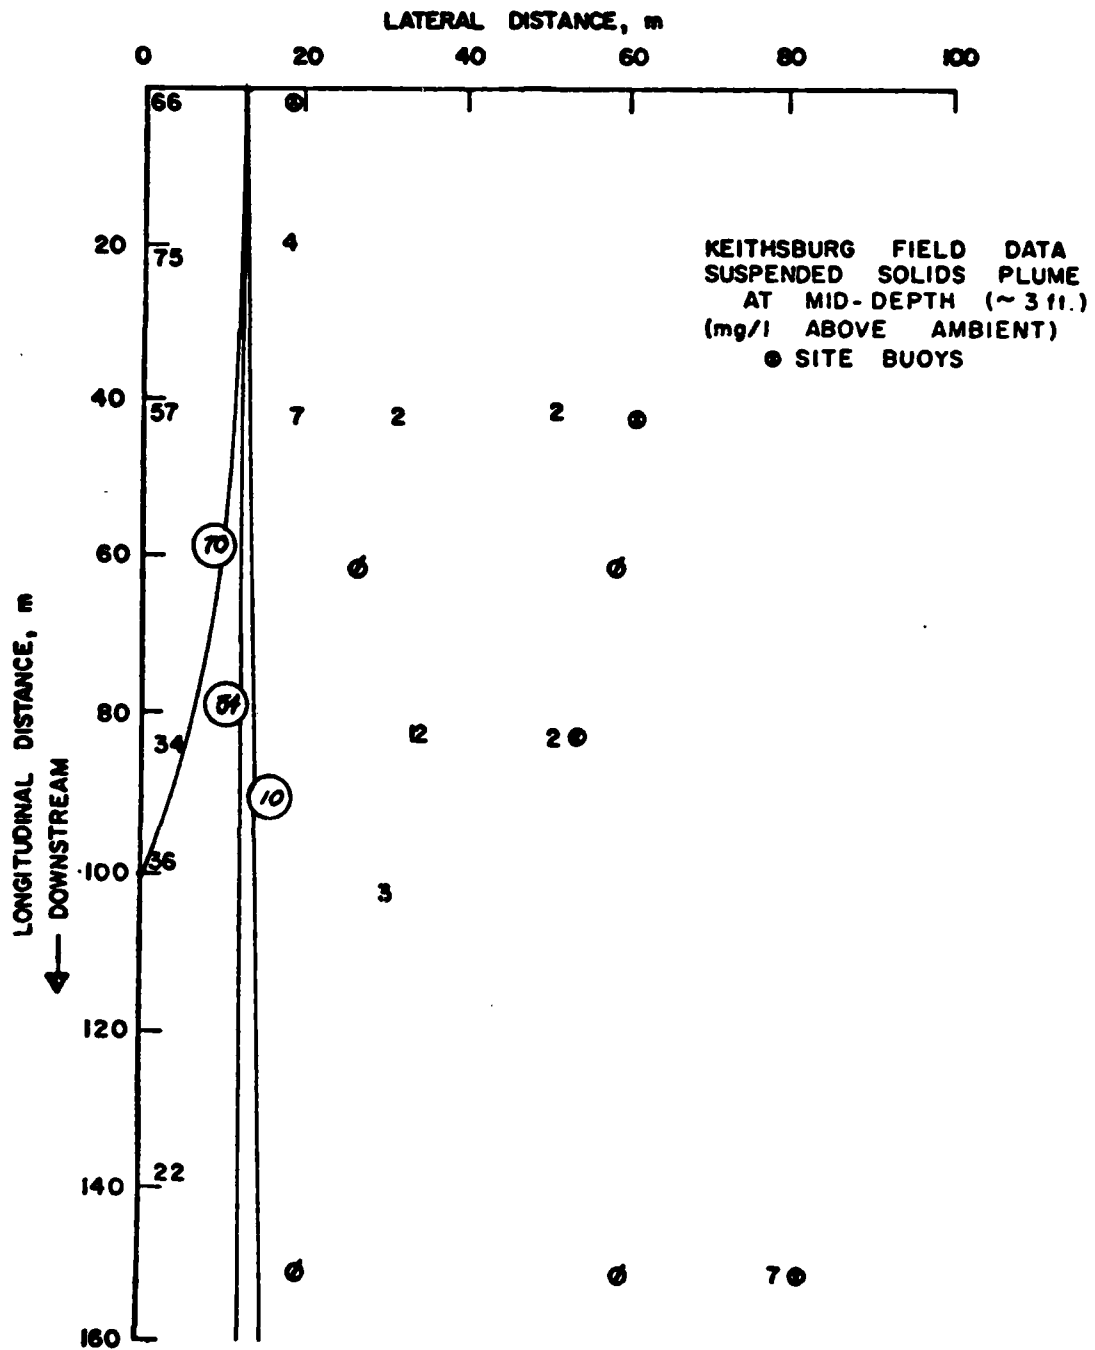 LATERAL DISTANCE, m
0 20 40 60 80 100
66
20
75
4
KEITHSBURG FIELD DATA
SUSPENDED SOLIDS PLUME
AT MID-DEPTH (~ 3 ft.)
(mg/l ABOVE AMBIENT)
SITE BUOYS
40
57
7
2
2
60
70
Ø
Ø
80
34
12
2
10
LONGITUDINAL DISTANCE, m
DOWNSTREAM
100
36
3
120
140
22
Ø
Ø
7
160